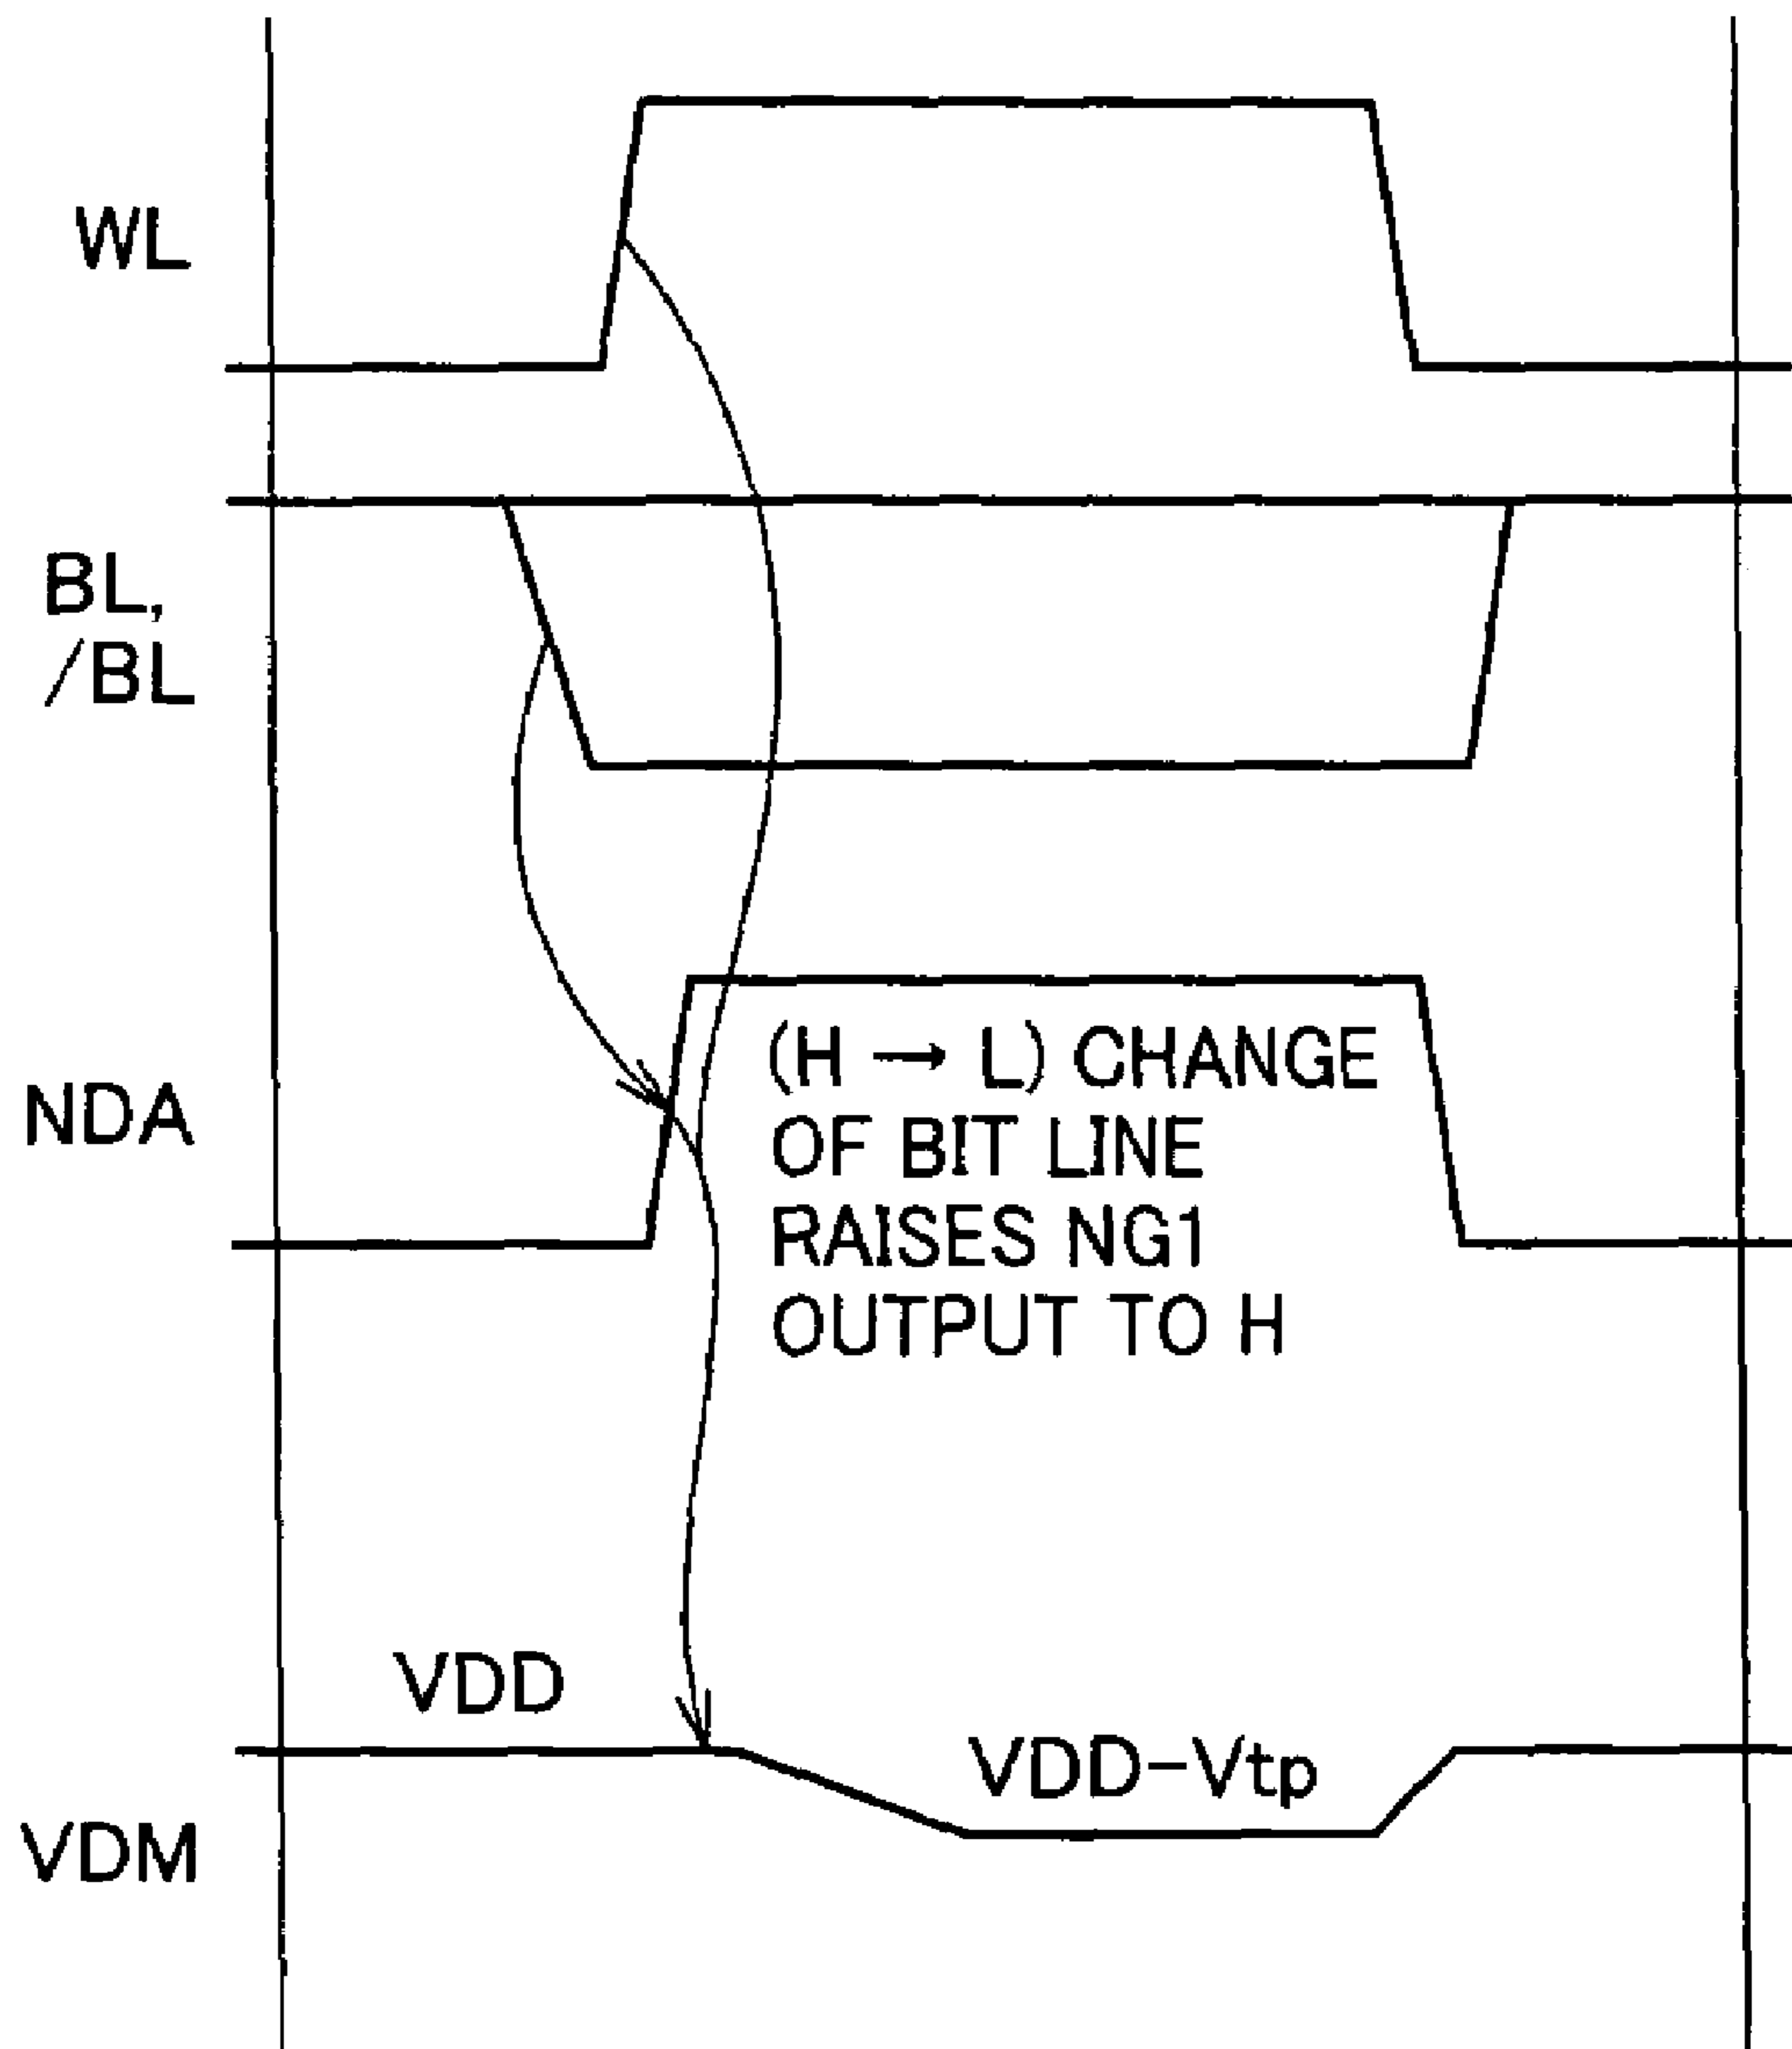 WL
BL,
/BL
NDA
(H → L) CHANGE
OF BIT LINE
RAISES NG1
OUTPUT TO H
VDD
VDD-Vtp
VDM